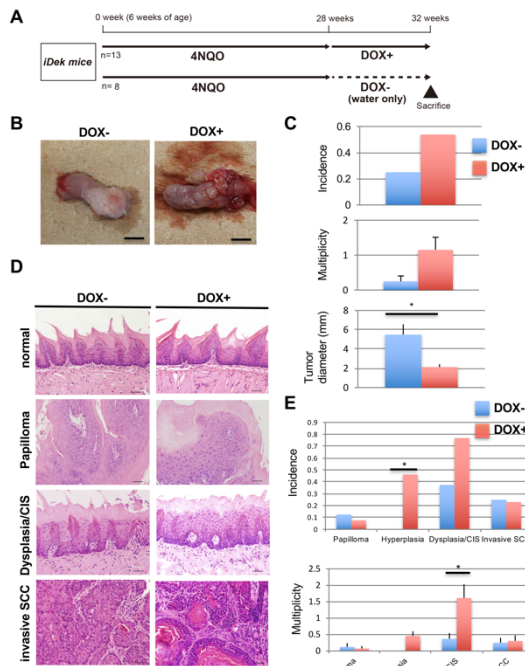 A
0 week (6 weeks of age)
28 weeks
32 weeks
iDek mice
n=13
4NQO
DOX+
n= 8
4NQO
DOX-
(water only)
Sacrifice
B
DOX-
DOX+
C
0.6
0.4
0.2
0
Incidence
DOX-
DOX+
2
1
0
Multiplicity
8
6
4
2
0
Tumor
diameter (mm)
*
D
DOX-
DOX+
normal
Papilloma
Dysplasia/CIS
invasive SCC
E
DOX-
DOX+
0.9
0.8
0.7
0.6
0.5
0.4
0.3
0.2
0.1
0
Incidence
*
Papilloma
Hyperplasia
Dysplasia/CIS
Invasive SC
2.5
2
1.5
1
0.5
0
Multiplicity
*